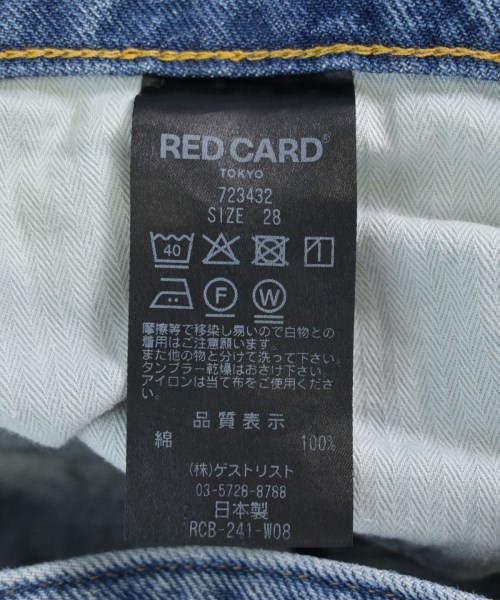 RED CARD®
TOKYO
723432
SIZE 28
40
F W
摩擦等で移染し易いので白物との
着用はご注意願います。
また他の物と分けて洗って下さい。
タンブラー乾燥はおさけ下さい。
アイロンは当て布をご使用ください。
品質表示
綿 100%
(株)ゲストリスト
03-5728-8788
日本製
RCB-241-W08